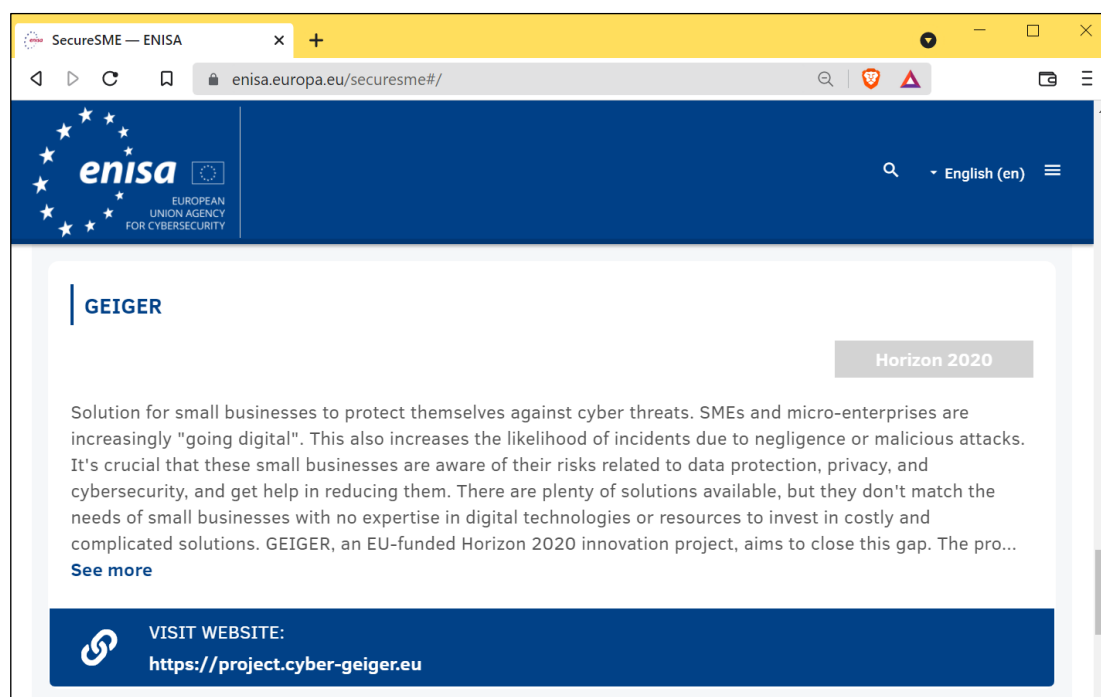 SecureSME — ENISA
enisa.europa.eu/securesme#/
enisa
EUROPEAN
UNION AGENCY
FOR CYBERSECURITY
English (en)
GEIGER
Horizon 2020
Solution for small businesses to protect themselves against cyber threats. SMEs and micro-enterprises are
increasingly "going digital". This also increases the likelihood of incidents due to negligence or malicious attacks.
It's crucial that these small businesses are aware of their risks related to data protection, privacy, and
cybersecurity, and get help in reducing them. There are plenty of solutions available, but they don't match the
needs of small businesses with no expertise in digital technologies or resources to invest in costly and
complicated solutions. GEIGER, an EU-funded Horizon 2020 innovation project, aims to close this gap. The pro...
See more
VISIT WEBSITE:
https://project.cyber-geiger.eu